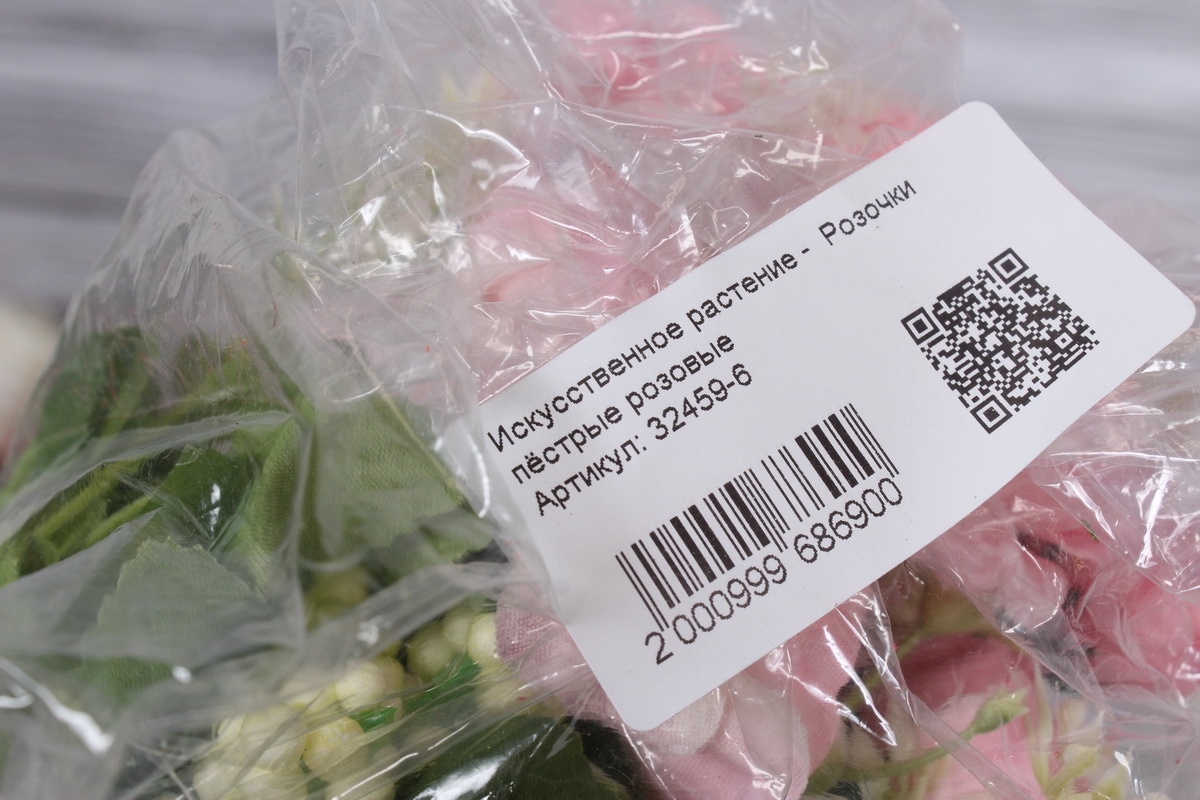 Искусственное растение - Розочки
пёстрые розовые
Артикул: 32459-6
2 000999 686900